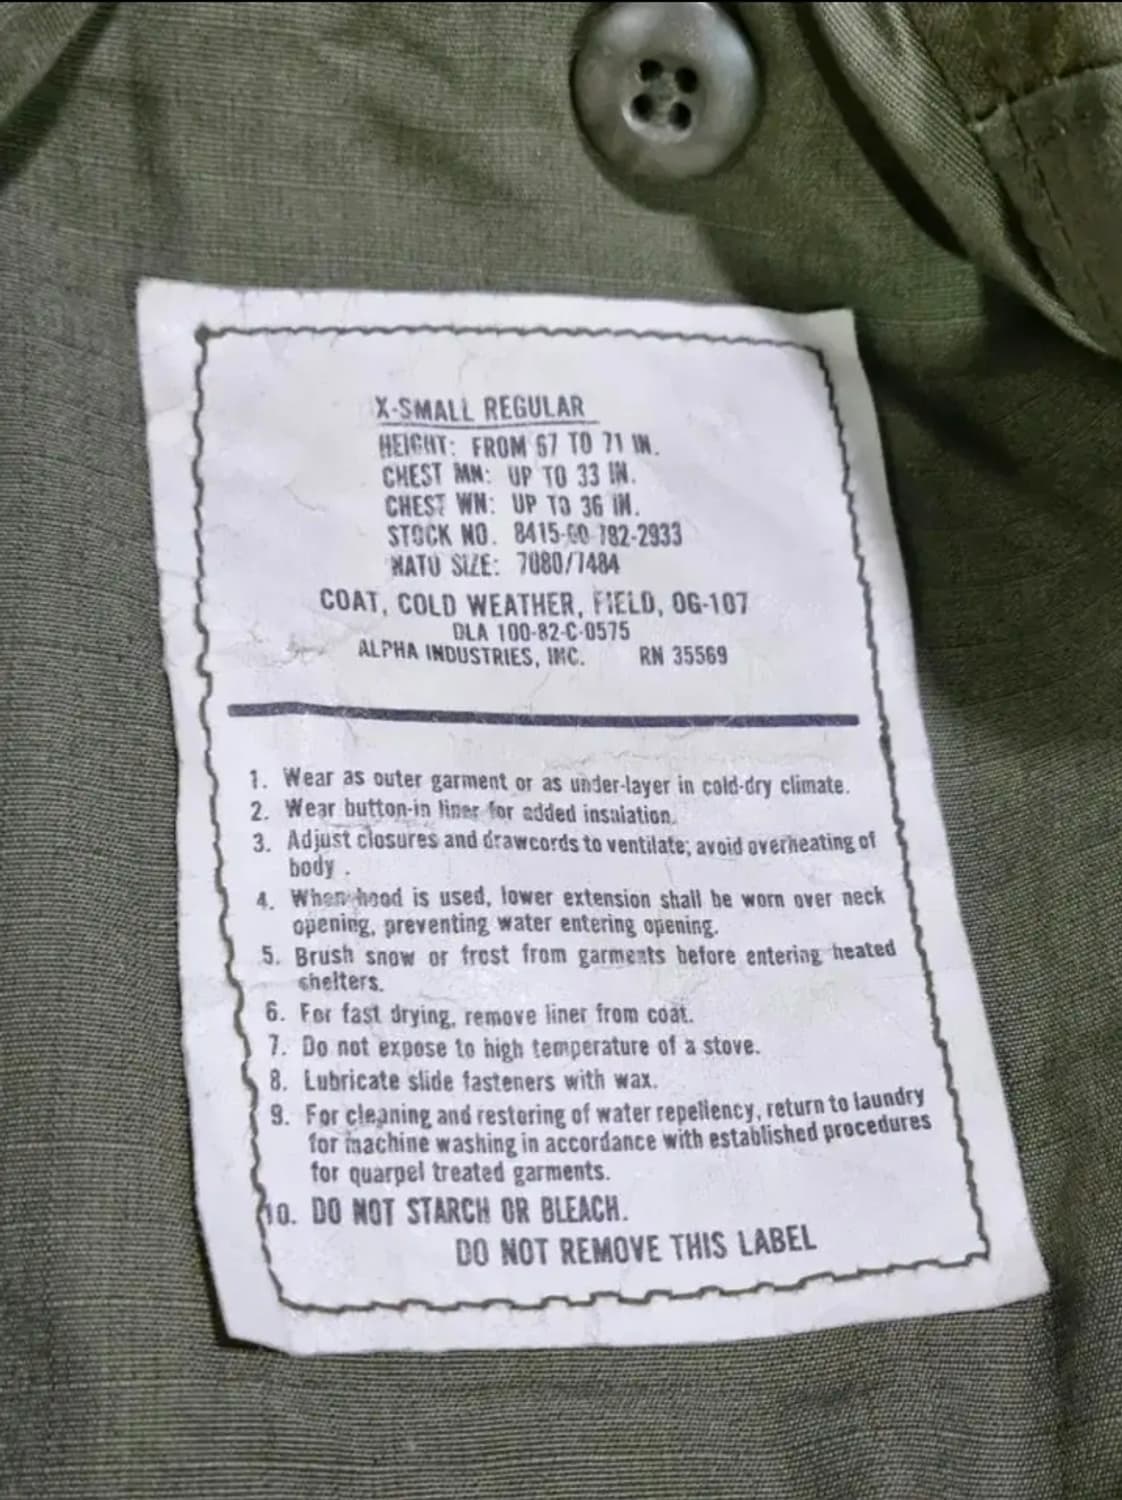 X-SMALL REGULAR
HEIGHT: FROM 67 TO 71 IN.
CHEST MN: UP TO 33 IN.
CHEST WN: UP TO 36 IN.
STOCK NO. 8415-00 782-2933
NATO SIZE: 7080/7484
COAT, COLD WEATHER, FIELD, OG-107
DLA 100-82-C-0575
ALPHA INDUSTRIES, INC. RN 35569
1. Wear as outer garment or as under-layer in cold-dry climate.
2. Wear button-in liner for added insulation.
3. Adjust closures and drawcords to ventilate; avoid overheating of
body .
4. When hood is used, lower extension shall be worn over neck
opening, preventing water entering opening.
5. Brush snow or frost from garments before entering heated
shelters.
6. For fast drying, remove liner from coat.
7. Do not expose to high temperature of a stove.
8. Lubricate slide fasteners with wax.
9. For cleaning and restoring of water repellency, return to laundry
for machine washing in accordance with established procedures
for quarpel treated garments.
10. DO NOT STARCH OR BLEACH.
DO NOT REMOVE THIS LABEL